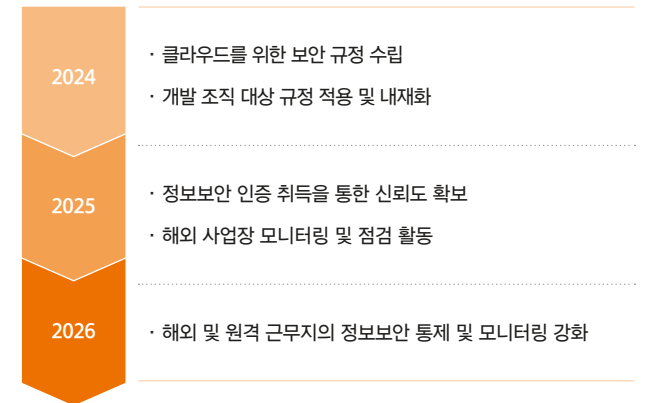 2024
· 클라우드를 위한 보안 규정 수립
· 개발 조직 대상 규정 적용 및 내재화
2025
· 정보보안 인증 취득을 통한 신뢰도 확보
· 해외 사업장 모니터링 및 점검 활동
2026
· 해외 및 원격 근무지의 정보보안 통제 및 모니터링 강화